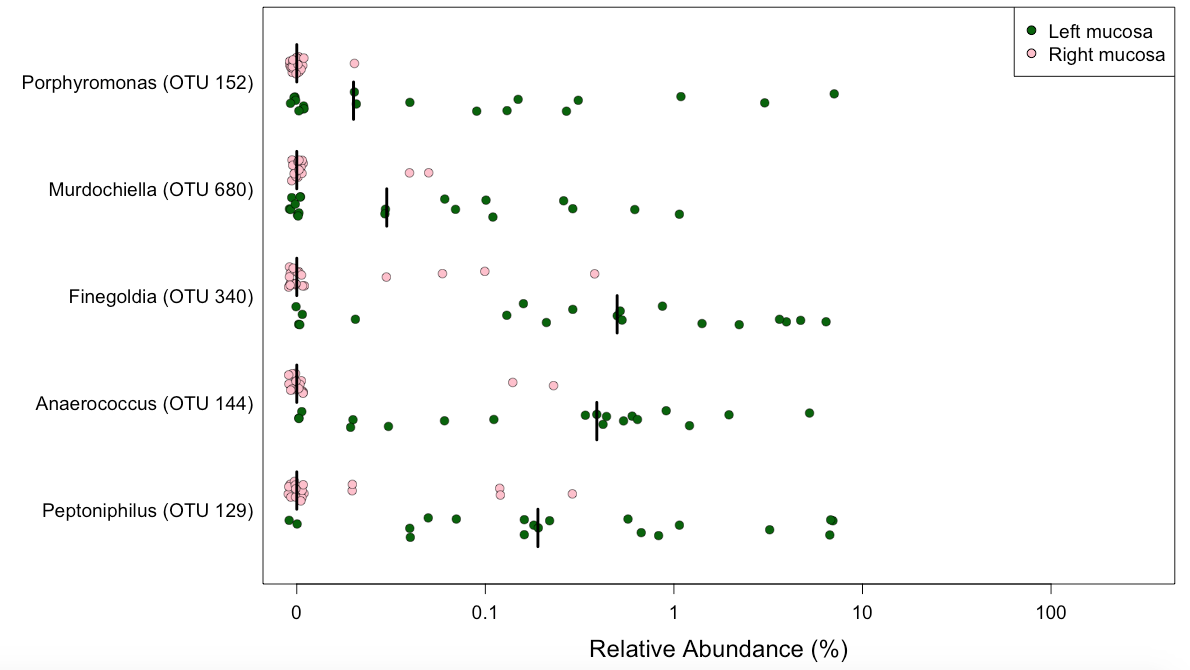 Left mucosa
Right mucosa
Porphyromonas (OTU 152)
Murdochiella (OTU 680)
Finegoldia (OTU 340)
Anaerococcus (OTU 144)
Peptoniphilus (OTU 129)
0 0.1 1 10 100
Relative Abundance (%)